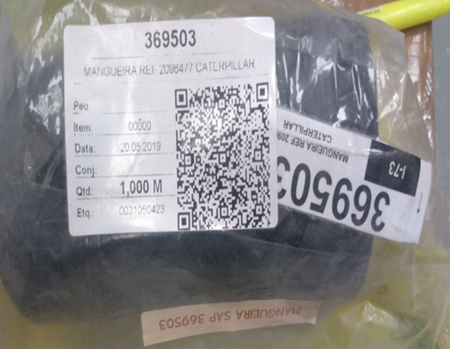 369503
MANGUEIRA REF 2096477 CATERPILLAR
Ped.
Item: 00000
Data: 20.05.2019
Conj.
Qtd: 1,000 M
Etq.: 0031050423
I-73
369503
MANGUEIRA REF 209
CATERPILLAR
MANGUEIRA SAP 369503